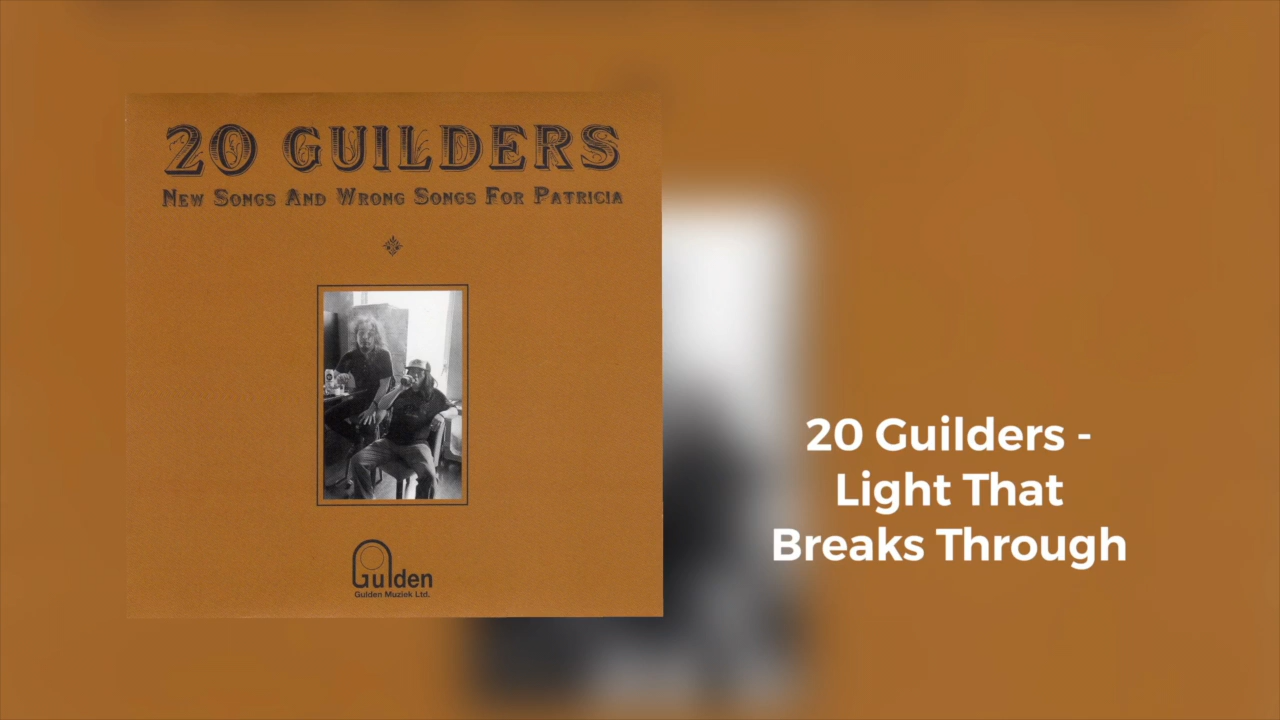 20 GUILDERS
NEW SONGS AND WRONG SONGS FOR PATRICIA
Gulden
Gulden Muziek Ltd.
20 Guilders -
Light That
Breaks Through